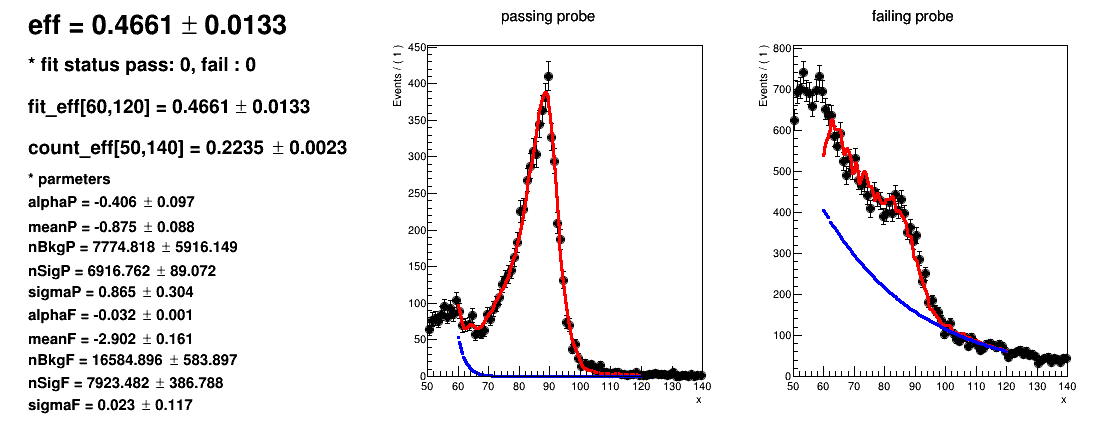 eff = 0.4661 ± 0.0133
* fit status pass: 0, fail : 0
fit_eff[60,120] = 0.4661 ± 0.0133
count_eff[50,140] = 0.2235 ± 0.0023
* parmeters
alphaP = -0.406 ± 0.097
meanP = -0.875 ± 0.088
nBkgP = 7774.818 ± 5916.149
nSigP = 6916.762 ± 89.072
sigmaP = 0.865 ± 0.304
alphaF = -0.032 ± 0.001
meanF = -2.902 ± 0.161
nBkgF = 16584.896 ± 583.897
nSigF = 7923.482 ± 386.788
sigmaF = 0.023 ± 0.117
passing probe
Events / ( 1 )
450
400
350
300
250
200
150
100
50
0
50 60 70 80 90 100 110 120 130 140
x
failing probe
Events / ( 1 )
800
700
600
500
400
300
200
100
0
50 60 70 80 90 100 110 120 130 140
x